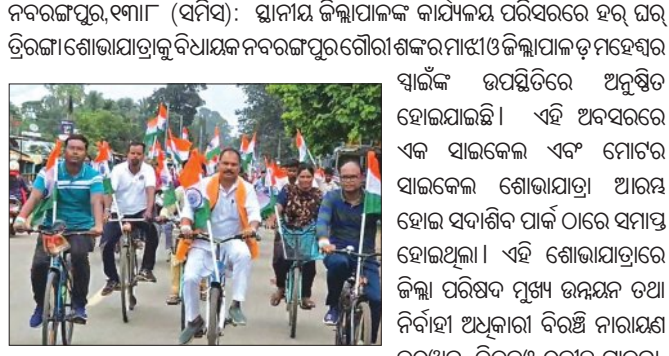 ନବରଙ୍ଗପୁର,୧୩ା୮ (ସମିସ): ସ୍ଥାନୀୟ ଜିଲ୍ଲାପାଳଙ୍କ କାର୍ଯ୍ୟଳୟ ପରିସରରେ ହର୍ ଘର୍
ତ୍ରିରଙ୍ଗା ଶୋଭାଯାତ୍ରାକୁ ବିଧାୟକ ନବରଙ୍ଗପୁର ଗୌରୀ ଶଙ୍କର ମାଝୀ ଓ ଜିଲ୍ଲାପାଳ ଡ଼ ମହେଶ୍ୱର
ସ୍ୱାଇଁଙ୍କ ଉପସ୍ଥିତିରେ ଅନୁଷ୍ଠିତ
ହୋଇଯାଇଛି। ଏହି ଅବସରରେ
ଏକ ସାଇକେଲ ଏବଂ ମୋଟର
ସାଇକେଲ ଶୋଭାଯାତ୍ରା ଆରମ୍ଭ
ହୋଇ ସଦାଶିବ ପାର୍କ ଠାରେ ସମାପ୍ତ
ହୋଇଥିଲା। ଏହି ଶୋଭାଯାତ୍ରାରେ
ଜିଲ୍ଲା ପରିଷଦ ମୁଖ୍ୟ ଉନ୍ନୟନ ତଥା
ନିର୍ବାହୀ ଅଧିକାରୀ ବିରଞ୍ଚି ନାରାୟଣ